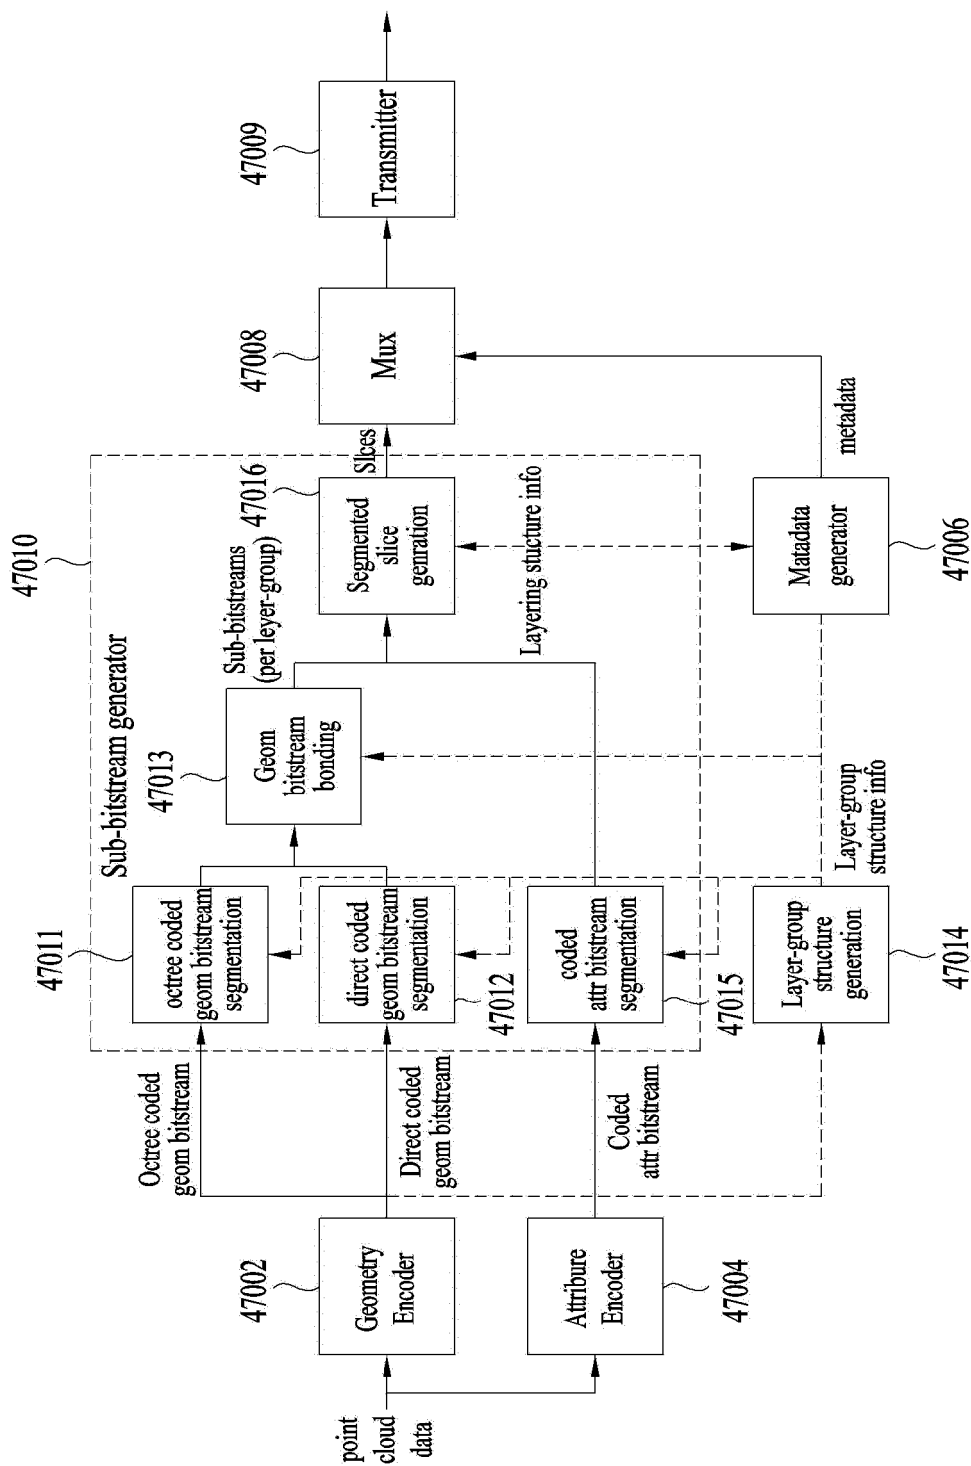 point
cloud
data
47002
Geometry
Encoder
Attribure
Encoder
47004
Octree coded
geom bitstream
Direct coded
geom bitstream
Coded
attr bitstream
47010
Sub-bitstream generator
47011
octree coded
geom bitstream
segmentation
direct coded
geom bitstream
segmentation
47012
coded
attr bitstream
segmentation
47015
Layer-group
structure
generation
47014
Layer-group
structure info
47013
Geom
bitstream
bonding
Sub-bitstreams
(per leyer-group)
47016
Segmented
slice
genration
Layering stucture info
Matadata
generator
47006
metadata
Slces
47008
Mux
47009
Transmitter